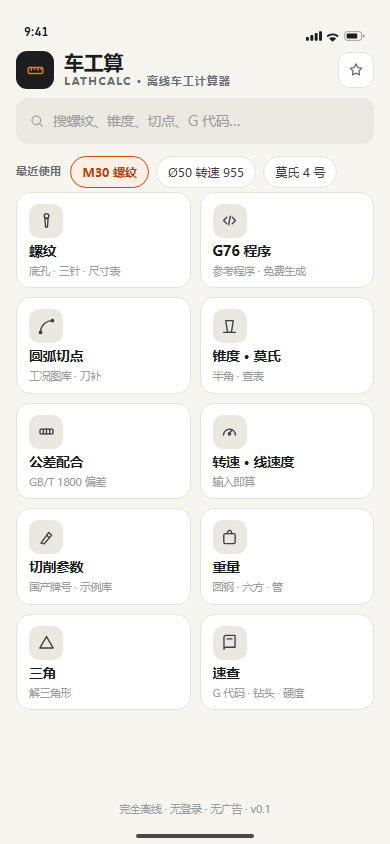 9:41
车工算
LATHCALC • 离线车工计算器
搜螺纹、锥度、切点、G 代码...
最近使用 M30 螺纹 Ø50 转速 955 莫氏 4 号
螺纹
底孔 · 三针 · 尺寸表
G76 程序
参考程序 · 免费生成
圆弧切点
工况图库 · 刀补
锥度 • 莫氏
半角 · 查表
公差配合
GB/T 1800 偏差
转速 • 线速度
输入即算
切削参数
国产牌号 · 示例库
重量
圆钢 · 六方 · 管
三角
解三角形
速查
G 代码 · 钻头 · 硬度
完全离线 · 无登录 · 无广告 · v0.1